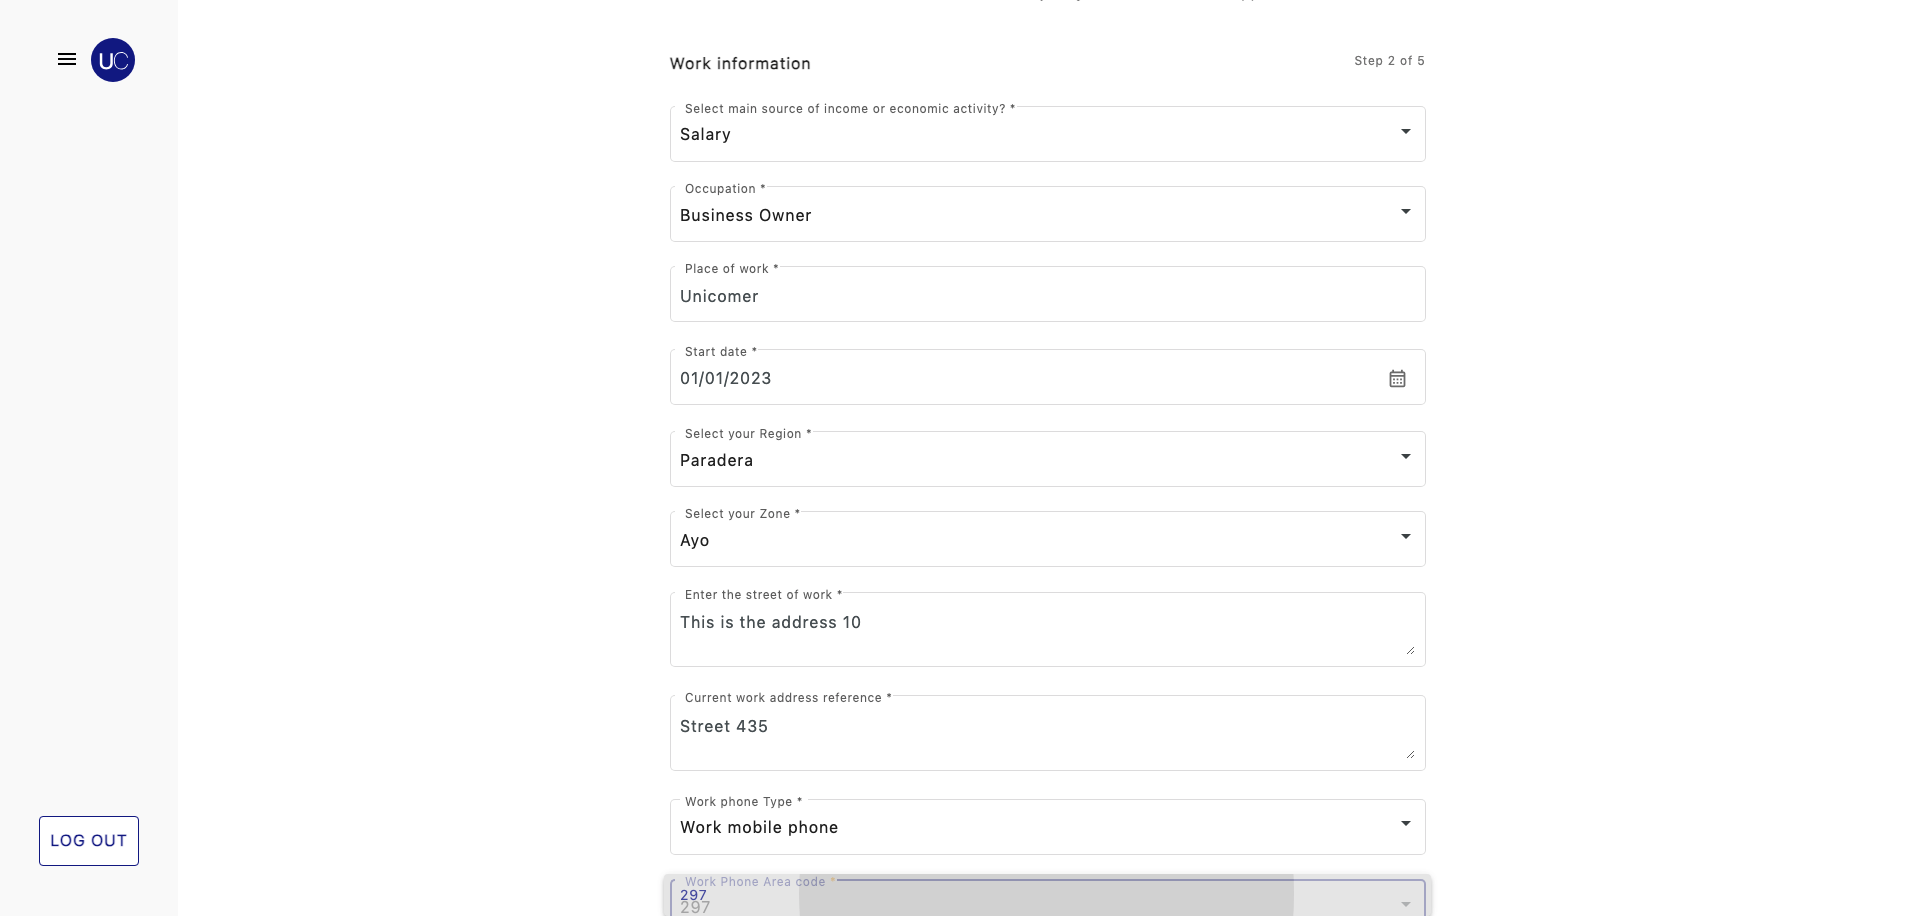 UC
Work information
Step 2 of 5
Select main source of income or economic activity? *
Salary
Occupation *
Business Owner
Place of work *
Unicomer
Start date *
01/01/2023
Select your Region *
Paradera
Select your Zone *
Ayo
Enter the street of work *
This is the address 10
Current work address reference *
Street 435
Work phone Type *
Work mobile phone
LOG OUT
Work Phone Area code *
297
297